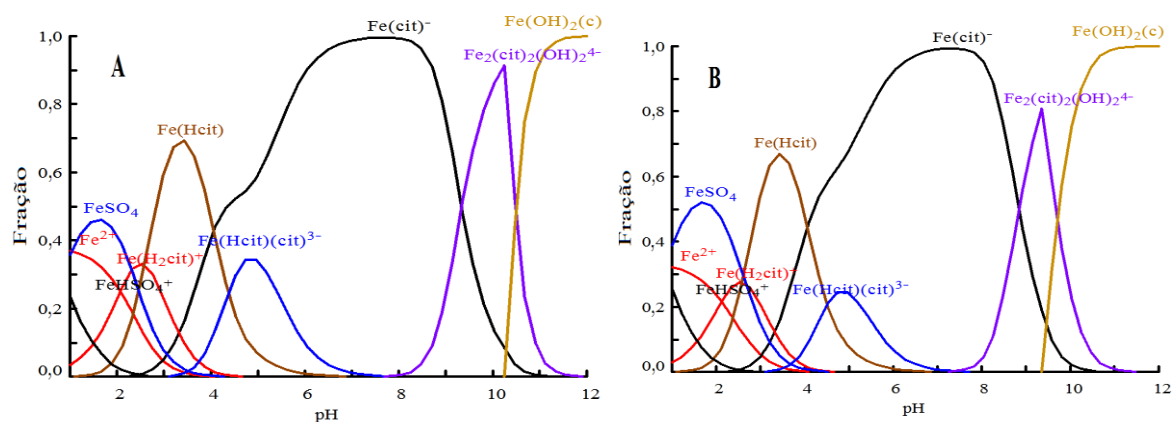 A
Fe(cit)⁻
Fe(OH)₂(c)
Fe₂(cit)₂(OH)₂⁴⁻
Fe(Hcit)
FeSO₄
Fe²⁺
Fe(H₂cit)⁺
FeHSO₄⁺
Fe(Hcit)(cit)³⁻
Fração
1,0
0,8
0,6
0,4
0,2
0,0
2
4
6
8
10
12
pH
B
Fe(cit)⁻
Fe(OH)₂(c)
Fe₂(cit)₂(OH)₂⁴⁻
Fe(Hcit)
FeSO₄
Fe²⁺
Fe(H₂cit)⁺
FeHSO₄⁺
Fe(Hcit)(cit)³⁻
Fração
1,0
0,8
0,6
0,4
0,2
0,0
2
4
6
8
10
12
pH